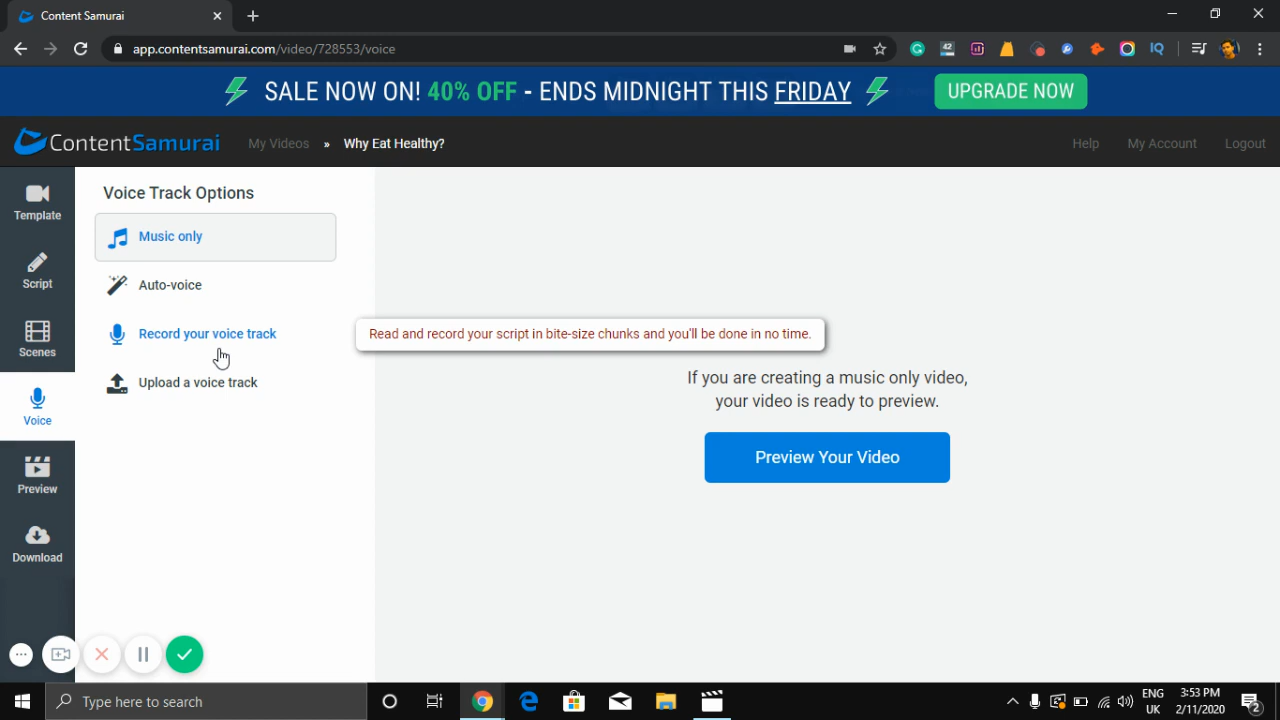 Content Samurai
app.contentsamurai.com/video/728553/voice
42
IQ
SALE NOW ON! 40% OFF - ENDS MIDNIGHT THIS FRIDAY
UPGRADE NOW
ContentSamurai
My Videos » Why Eat Healthy?
Help
My Account
Logout
Template
Script
Scenes
Voice
Preview
Download
Voice Track Options
Music only
Auto-voice
Record your voice track
Upload a voice track
Read and record your script in bite-size chunks and you'll be done in no time.
If you are creating a music only video,
your video is ready to preview.
Preview Your Video
Type here to search
ENG
UK
3:53 PM
2/11/2020
2